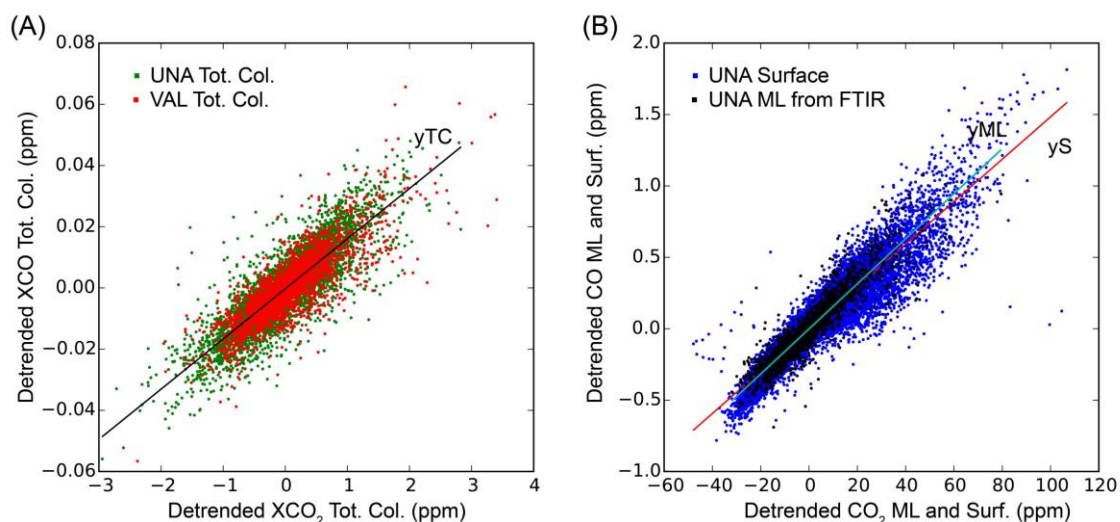 (A)
0.08
0.06
0.04
0.02
0.00
−0.02
−0.04
−0.06
Detrended XCO Tot. Col. (ppm)
UNA Tot. Col.
VAL Tot. Col.
yTC
−3 −2 −1 0 1 2 3 4
Detrended XCO₂ Tot. Col. (ppm)
(B)
2.0
1.5
1.0
0.5
0.0
−0.5
−1.0
Detrended CO ML and Surf. (ppm)
UNA Surface
UNA ML from FTIR
yML
yS
−60 −40 −20 0 20 40 60 80 100 120
Detrended CO₂ ML and Surf. (ppm)